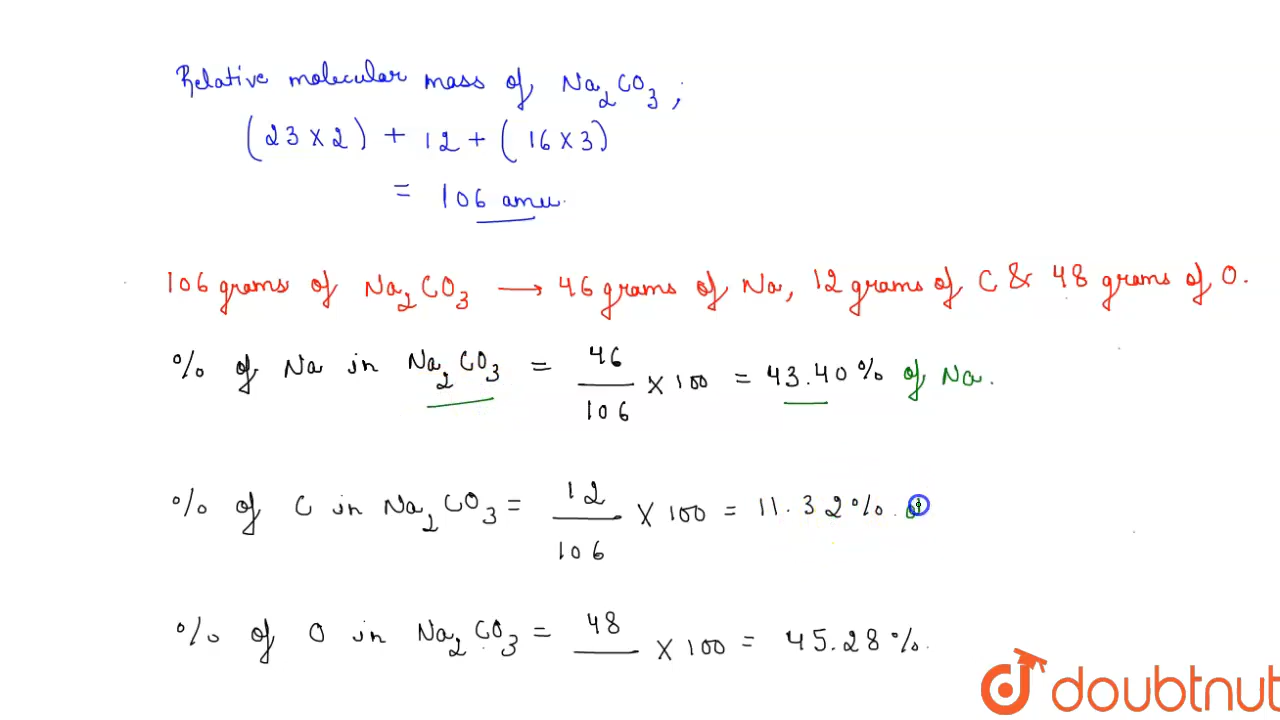 Relative molecular mass of Na₂CO₃;
(23 × 2) + 12 + (16 × 3)
= 106 amu.
106 grams of Na₂CO₃ → 46 grams of Na, 12 grams of C & 48 grams of O.
% of Na in Na₂CO₃ = 46/106 × 100 = 43.40% of Na.
% of C in Na₂CO₃ = 12/106 × 100 = 11.32%.
% of O in Na₂CO₃ = 48/ × 100 = 45.28%.
doubtnut